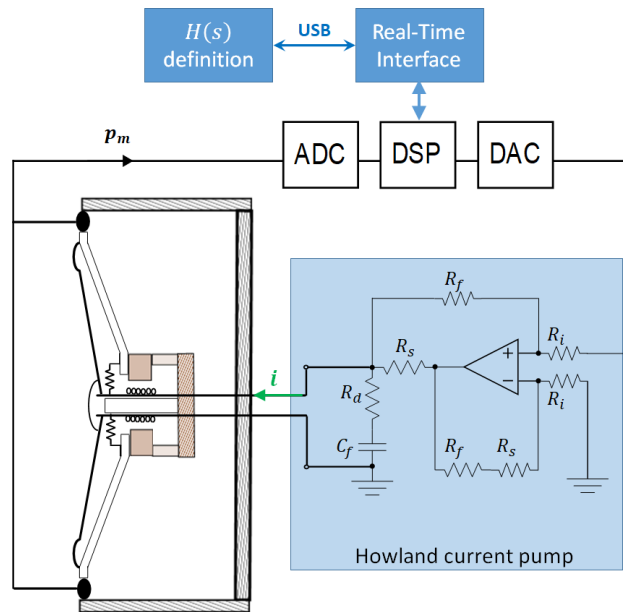 H(s)
definition
USB
Real-Time
Interface
p_m
ADC
DSP
DAC
R_f
R_s
R_i
+
−
R_i
i
R_d
C_f
R_f
R_s
Howland current pump